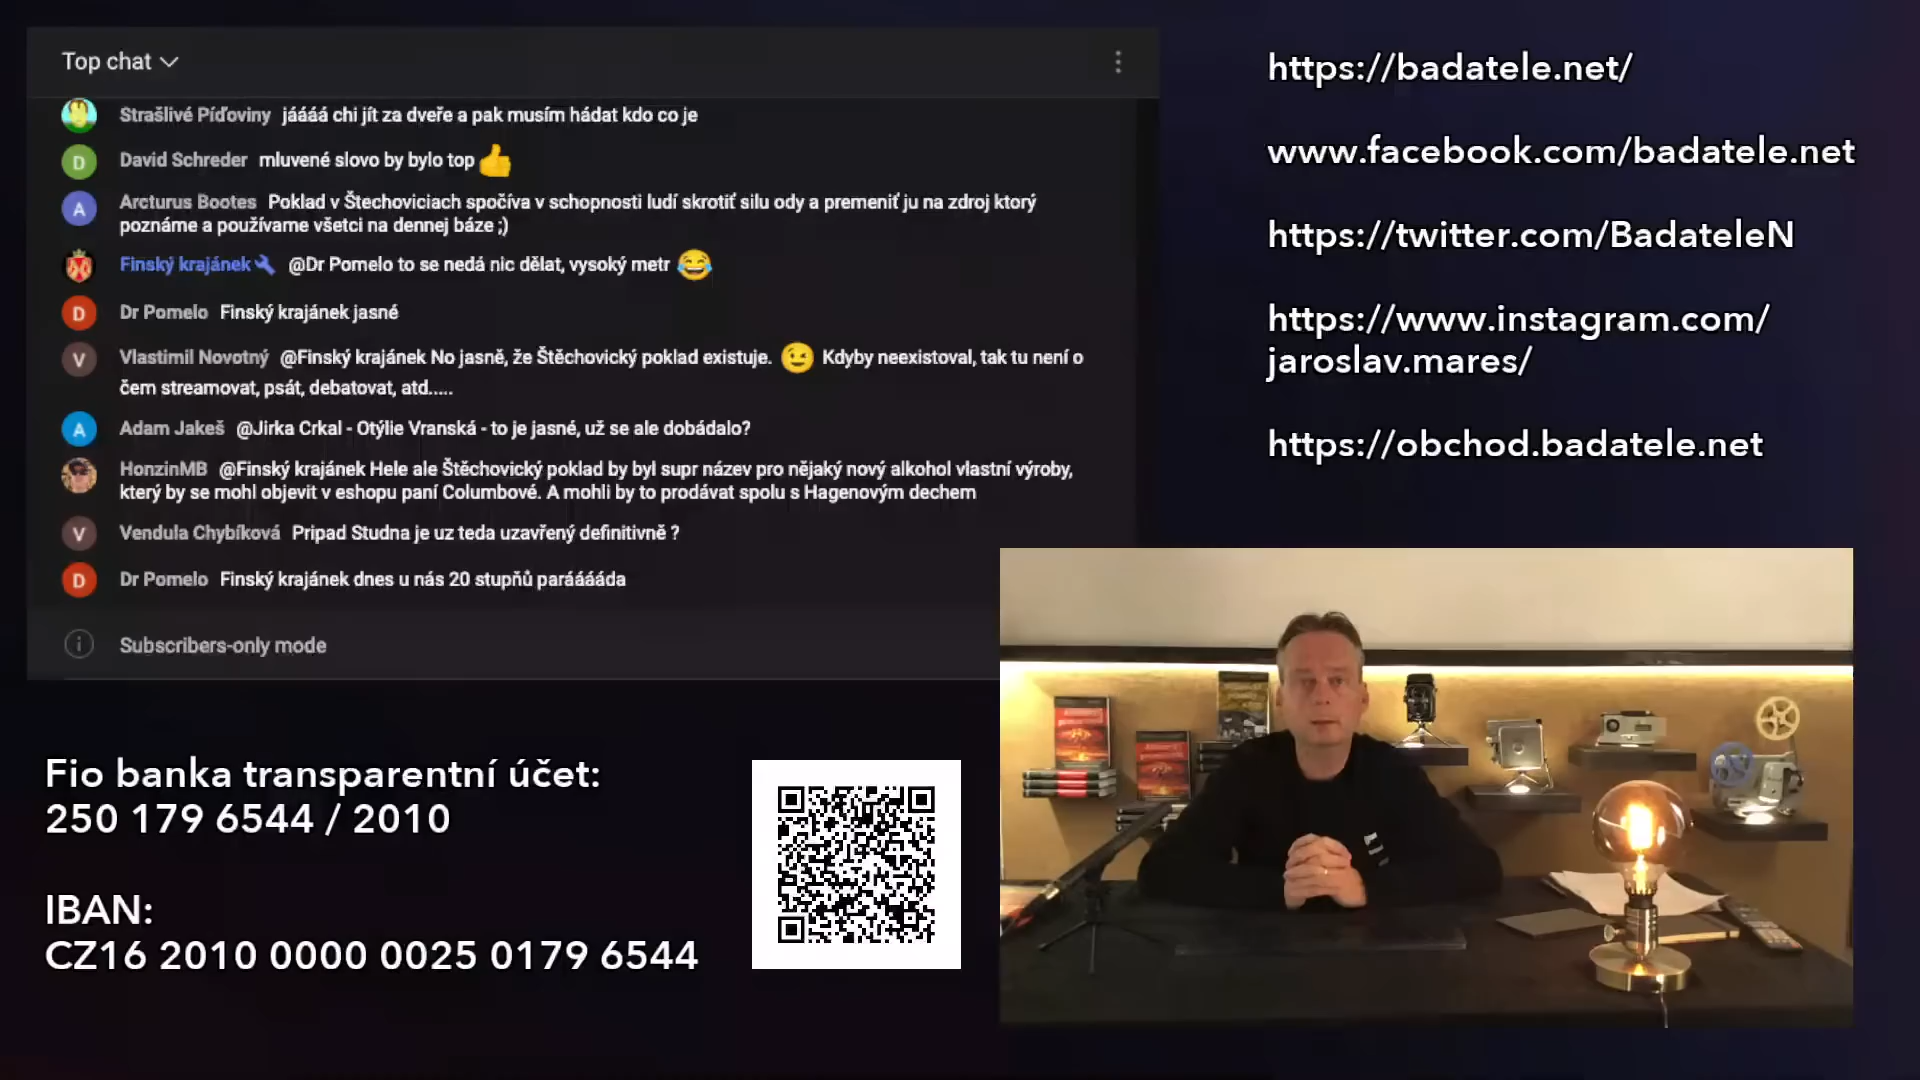 Top chat
Strašlivé Píďoviny jáááá chi jít za dveře a pak musím hádat kdo co je
D
David Schreder mluvené slovo by bylo top
A
Arcturus Bootes Poklad v Štechoviciach spočíva v schopnosti ludí skrotiť silu ody a premeniť ju na zdroj ktorý
poznáme a používame všetci na dennej báze ;)
Finský krajánek @Dr Pomelo to se nedá nic dělat, vysoký metr
D
Dr Pomelo Finský krajánek jasné
V
Vlastimil Novotný @Finský krajánek No jasně, že Štěchovický poklad existuje. Kdyby neexistoval, tak tu není o
čem streamovat, psát, debatovat, atd.....
A
Adam Jakeš @Jirka Crkal - Otýlie Vranská - to je jasné, už se ale dobádalo?
HonzinMB @Finský krajánek Hele ale Štěchovický poklad by byl supr název pro nějaký nový alkohol vlastní výroby,
který by se mohl objevit v eshopu paní Columbové. A mohli by to prodávat spolu s Hagenovým dechem
V
Vendula Chybíková Pripad Studna je uz teda uzavřený definitivně ?
D
Dr Pomelo Finský krajánek dnes u nás 20 stupňů parááááda
Subscribers-only mode
https://badatele.net/
www.facebook.com/badatele.net
https://twitter.com/BadateleN
https://www.instagram.com/
jaroslav.mares/
https://obchod.badatele.net
Fio banka transparentní účet:
250 179 6544 / 2010
IBAN:
CZ16 2010 0000 0025 0179 6544